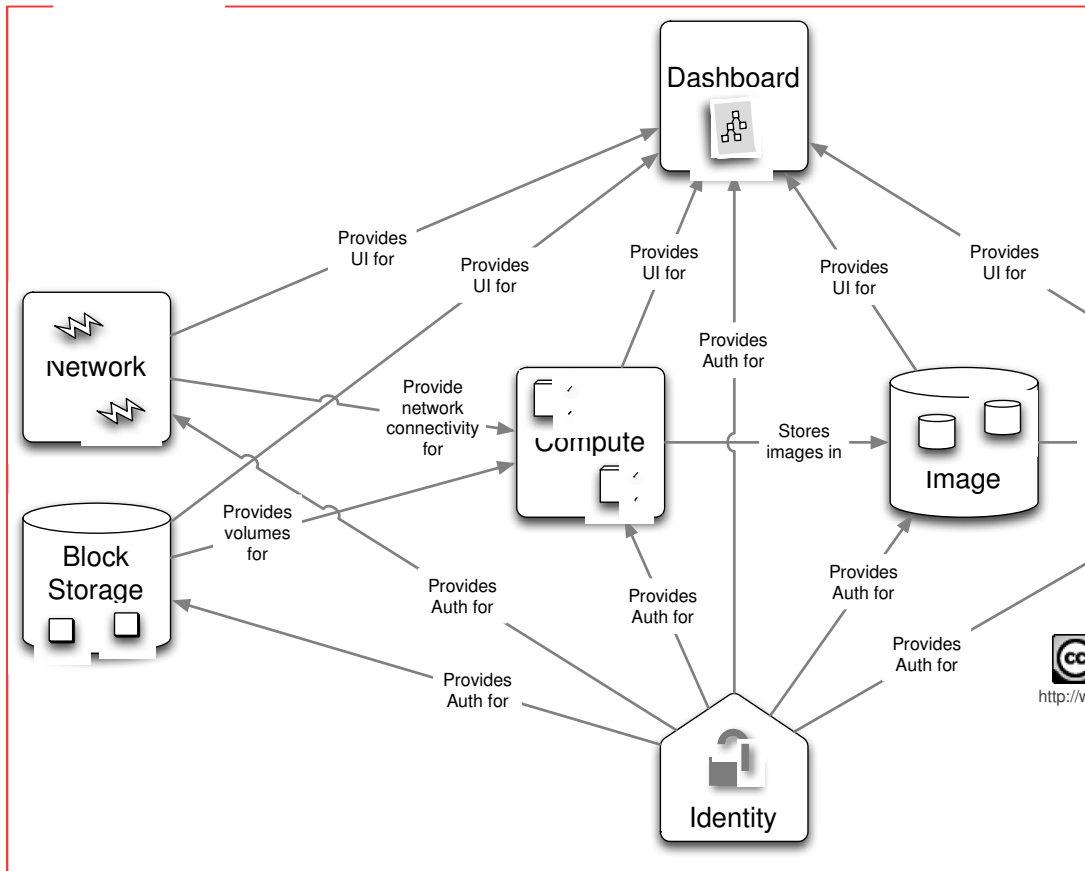 Dashboard
Provides
UI for
Provides
UI for
Provides
UI for
Provides
UI for
Provides
UI for
Network
Provides
Auth for
Provide
network
connectivity
for
Compute
Stores
images in
Image
Provides
volumes
for
Block
Storage
Provides
Auth for
Provides
Auth for
Provides
Auth for
Provides
Auth for
Provides
Auth for
cc
http://w
Identity